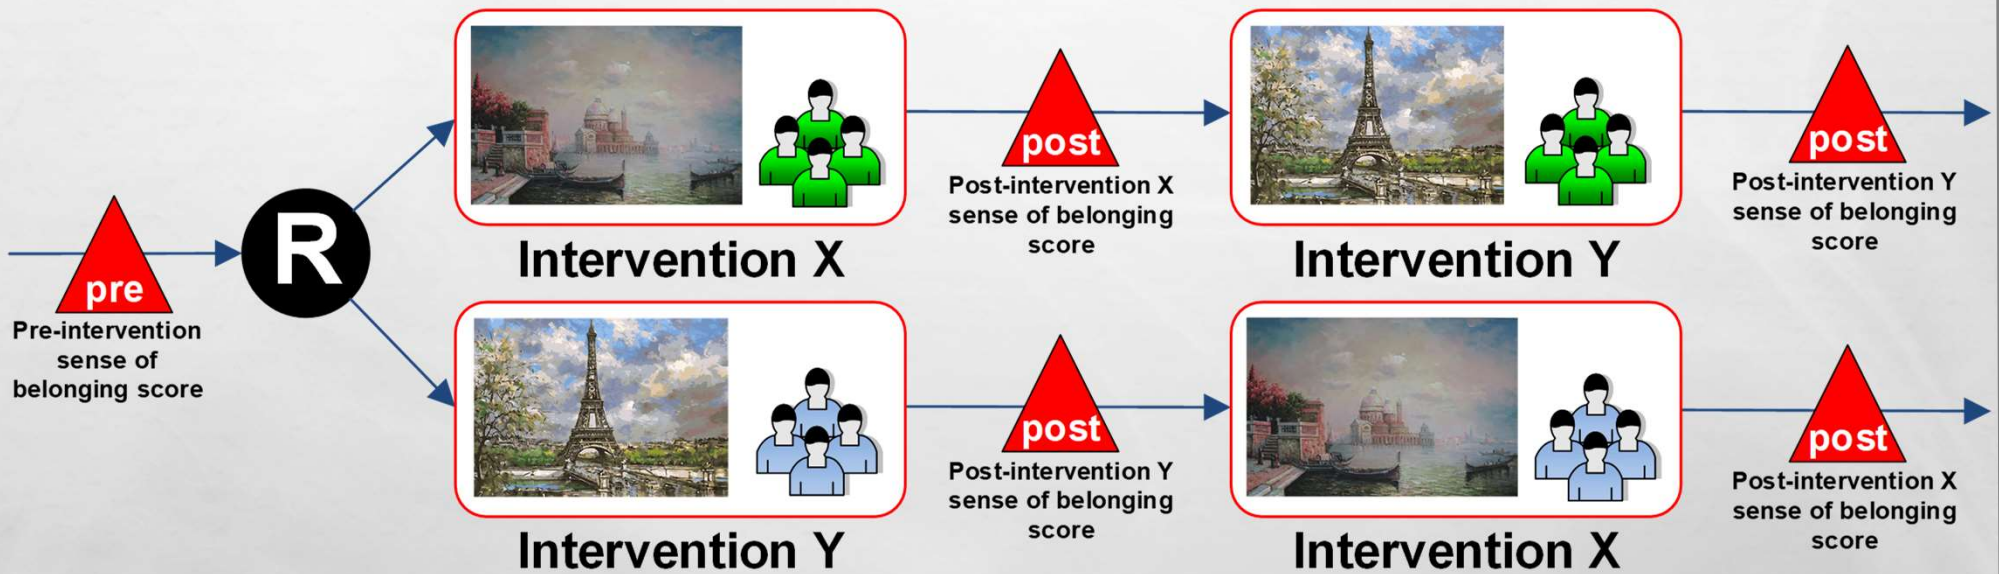 pre
Pre-intervention
sense of
belonging score
R
Intervention X
post
Post-intervention X
sense of belonging
score
Intervention Y
post
Post-intervention Y
sense of belonging
score
Intervention Y
post
Post-intervention Y
sense of belonging
score
Intervention X
post
Post-intervention X
sense of belonging
score